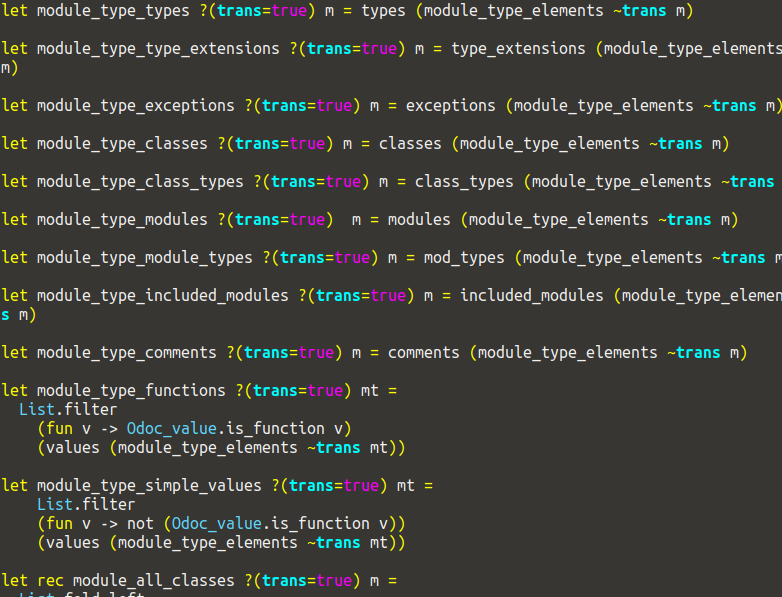 let module_type_types ?(trans=true) m = types (module_type_elements ~trans m)
let module_type_type_extensions ?(trans=true) m = type_extensions (module_type_elements
m)
let module_type_exceptions ?(trans=true) m = exceptions (module_type_elements ~trans m)
let module_type_classes ?(trans=true) m = classes (module_type_elements ~trans m)
let module_type_class_types ?(trans=true) m = class_types (module_type_elements ~trans
let module_type_modules ?(trans=true)  m = modules (module_type_elements ~trans m)
let module_type_module_types ?(trans=true) m = mod_types (module_type_elements ~trans m
let module_type_included_modules ?(trans=true) m = included_modules (module_type_elemen
s m)
let module_type_comments ?(trans=true) m = comments (module_type_elements ~trans m)
let module_type_functions ?(trans=true) mt =
  List.filter
    (fun v -> Odoc_value.is_function v)
    (values (module_type_elements ~trans mt))
let module_type_simple_values ?(trans=true) mt =
    List.filter
    (fun v -> not (Odoc_value.is_function v))
    (values (module_type_elements ~trans mt))
let rec module_all_classes ?(trans=true) m =
  List.fold_left